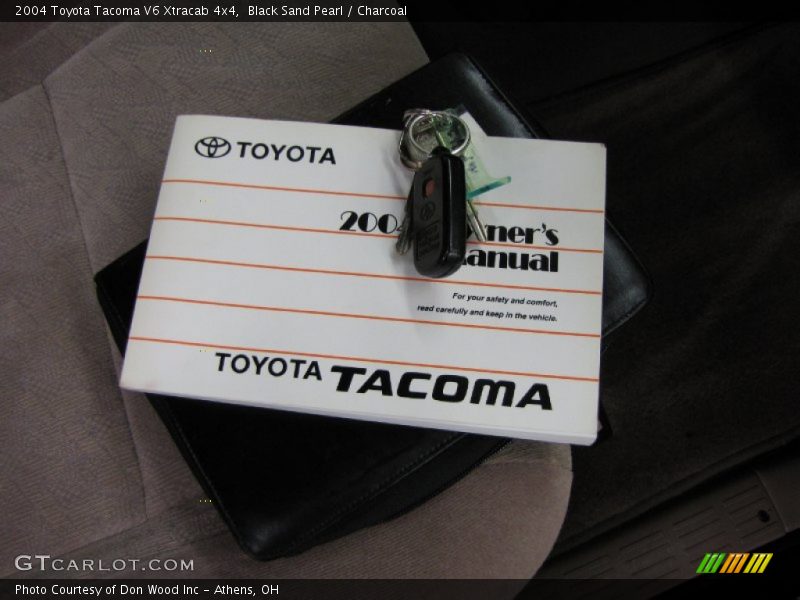 2004 Toyota Tacoma V6 Xtracab 4x4,  Black Sand Pearl / Charcoal
TOYOTA
2004
manual
For your safety and comfort,
read carefully and keep in the vehicle.
TOYOTA TACOMA
GTCARLOT.COM
Photo Courtesy of Don Wood Inc - Athens, OH